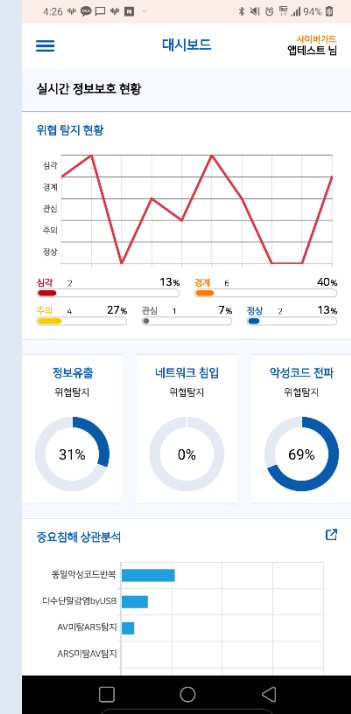 4:26
94%
대시보드
사이버가드
앱테스트 님
실시간 정보보호 현황
위협 탐지 현황
심각
경계
관심
주의
정상
심각 2 13% 경계 6 40%
주의 4 27% 관심 1 7% 정상 2 13%
정보유출 네트워크 침입 악성코드 전파
위협탐지 위협탐지 위협탐지
31% 0% 69%
중요침해 상관분석
동일악성코드반복
다수단말감염byUSB
AV미탐ARS탐지
ARS미탐AV탐지